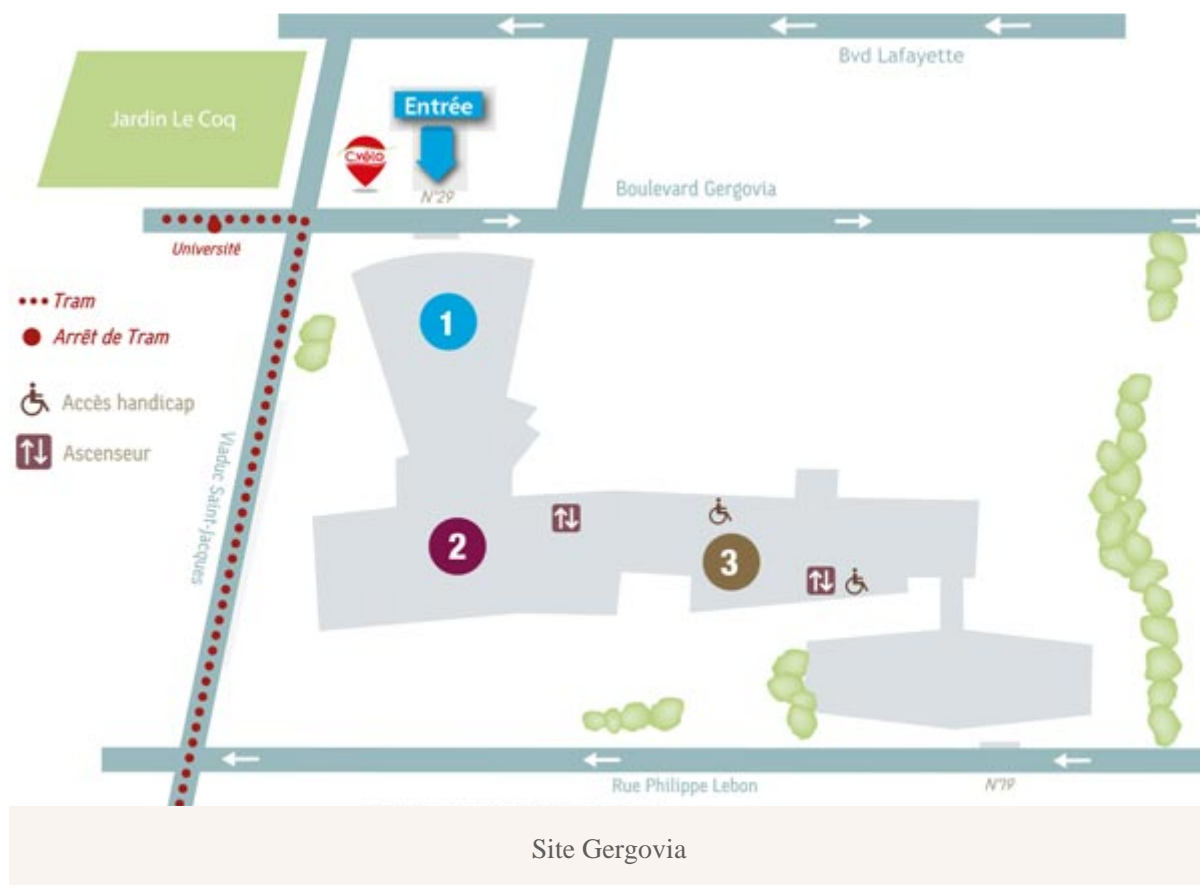 Bvd Lafayette
Jardin Le Coq
Entrée
C.vélo
N°29
Boulevard Gergovia
Université
Tram
Arrêt de Tram
Accès handicap
Ascenseur
Viaduc Saint-Jacques
1
2
3
Rue Philippe Lebon
N°19
Site Gergovia